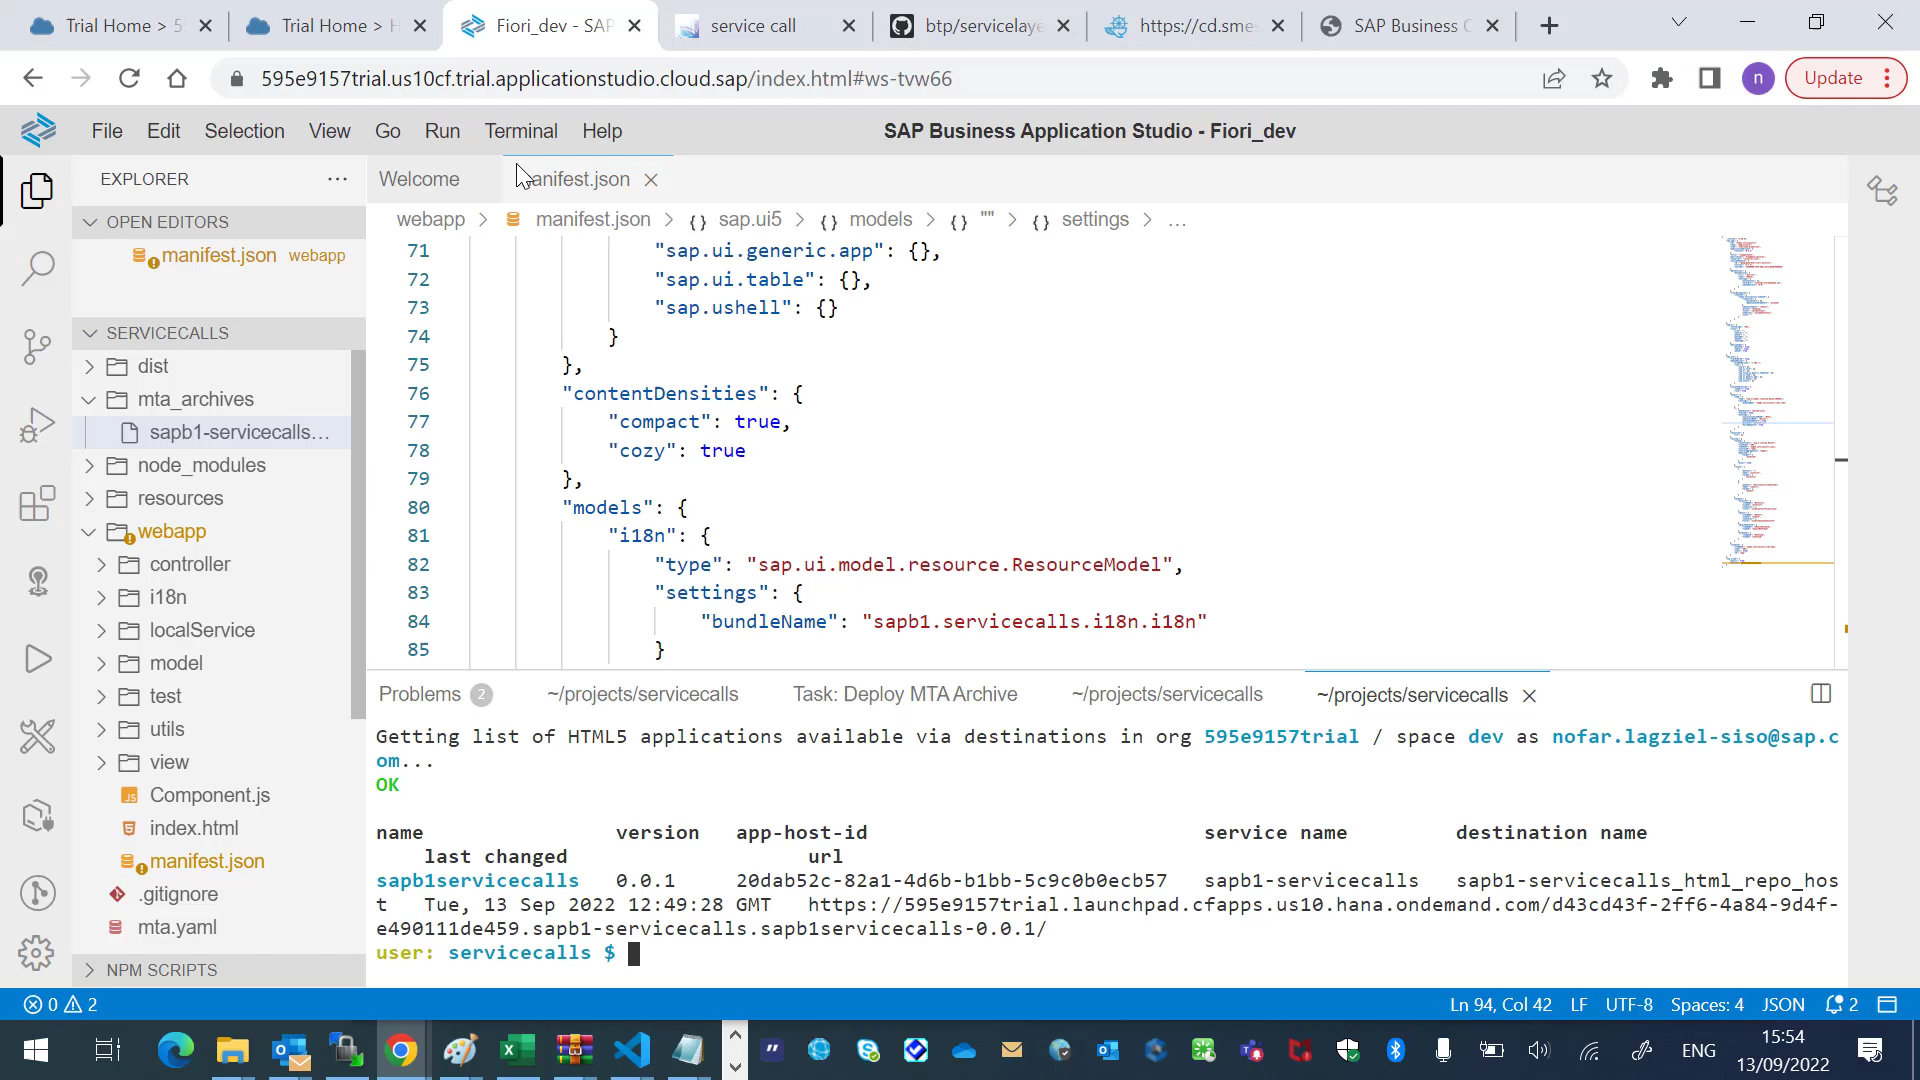 Trial Home > 5
Trial Home > H
Fiori_dev - SAP
service call
btp/servicelaye
https://cd.smes
SAP Business C
595e9157trial.us10cf.trial.applicationstudio.cloud.sap/index.html#ws-tvw66
n
Update
File Edit Selection View Go Run Terminal Help
SAP Business Application Studio - Fiori_dev
EXPLORER
Welcome
anifest.json
OPEN EDITORS
manifest.json webapp
webapp > manifest.json > {} sap.ui5 > {} models > {} "" > {} settings > ...
SERVICECALLS
dist
mta_archives
sapb1-servicecalls...
node_modules
resources
webapp
controller
i18n
localService
model
test
utils
view
Component.js
index.html
manifest.json
.gitignore
mta.yaml
NPM SCRIPTS
71 "sap.ui.generic.app": {},
72 "sap.ui.table": {},
73 "sap.ushell": {}
74 }
75 },
76 "contentDensities": {
77 "compact": true,
78 "cozy": true
79 },
80 "models": {
81 "i18n": {
82 "type": "sap.ui.model.resource.ResourceModel",
83 "settings": {
84 "bundleName": "sapb1.servicecalls.i18n.i18n"
85 }
Problems 2 ~/projects/servicecalls Task: Deploy MTA Archive ~/projects/servicecalls ~/projects/servicecalls
Getting list of HTML5 applications available via destinations in org 595e9157trial / space dev as nofar.lagziel-siso@sap.c
om...
OK
name version app-host-id service name destination name
last changed url
sapb1servicecalls 0.0.1 20dab52c-82a1-4d6b-b1bb-5c9c0b0ecb57 sapb1-servicecalls sapb1-servicecalls_html_repo_hos
t Tue, 13 Sep 2022 12:49:28 GMT https://595e9157trial.launchpad.cfapps.us10.hana.ondemand.com/d43cd43f-2ff6-4a84-9d4f-
e490111de459.sapb1-servicecalls.sapb1servicecalls-0.0.1/
user: servicecalls $
0 2
Ln 94, Col 42 LF UTF-8 Spaces: 4 JSON 2
ENG
15:54
13/09/2022